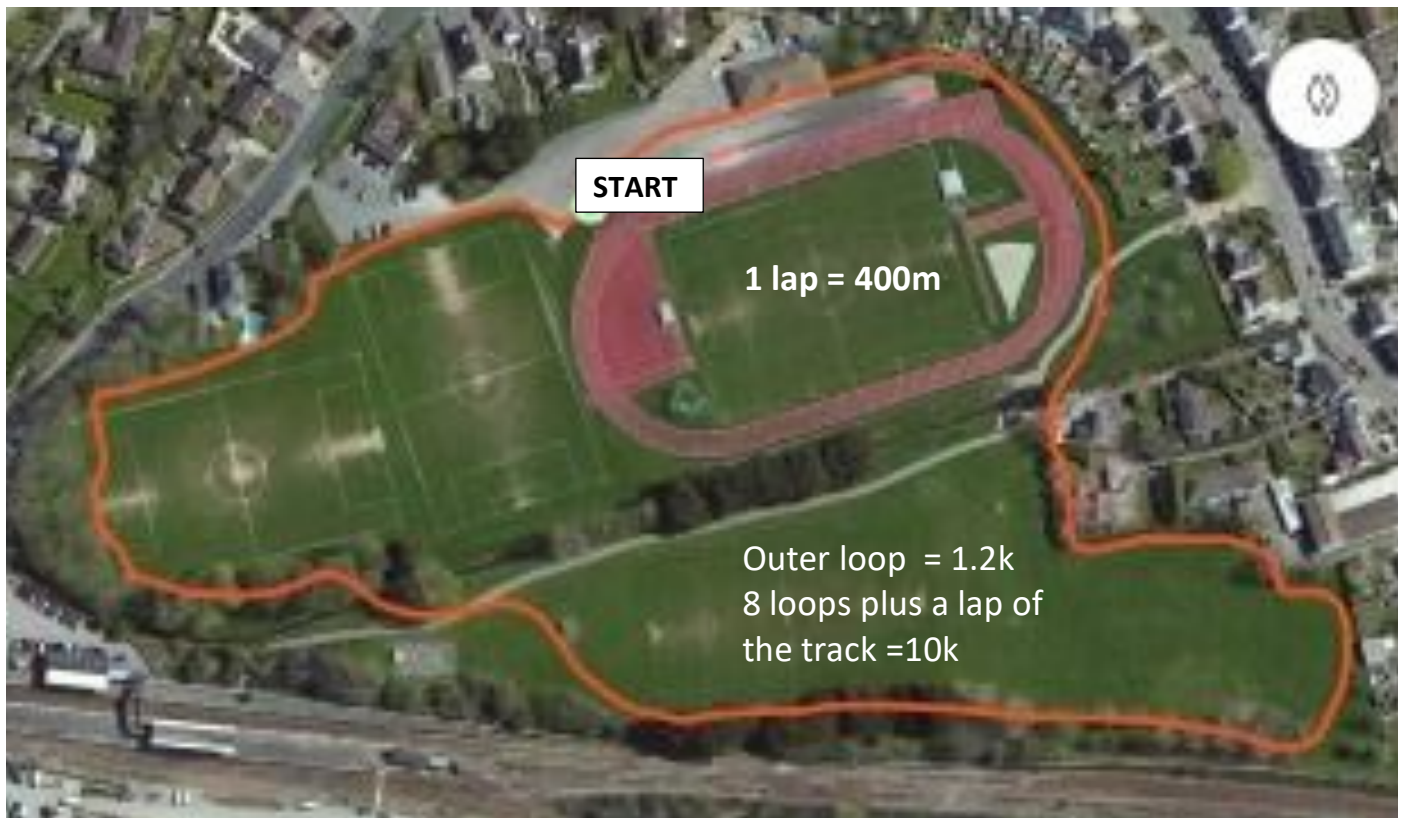 START
1 lap = 400m
Outer loop = 1.2k
8 loops plus a lap of
the track =10k